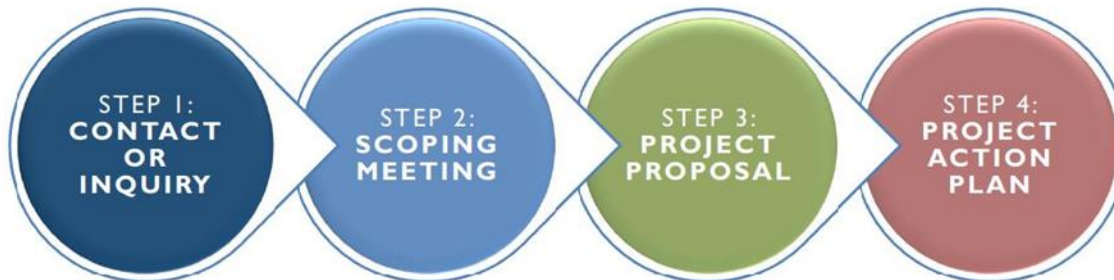 STEP 1:
CONTACT
OR
INQUIRY
STEP 2:
SCOPING
MEETING
STEP 3:
PROJECT
PROPOSAL
STEP 4:
PROJECT
ACTION
PLAN